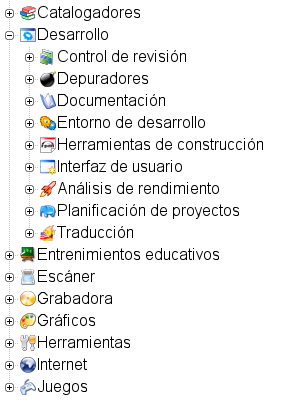 Catalogadores
Desarrollo
Control de revisión
Depuradores
Documentación
Entorno de desarrollo
Herramientas de construcción
Interfaz de usuario
Análisis de rendimiento
Planificación de proyectos
Traducción
Entrenimientos educativos
Escáner
Grabadora
Gráficos
Herramientas
Internet
Juegos